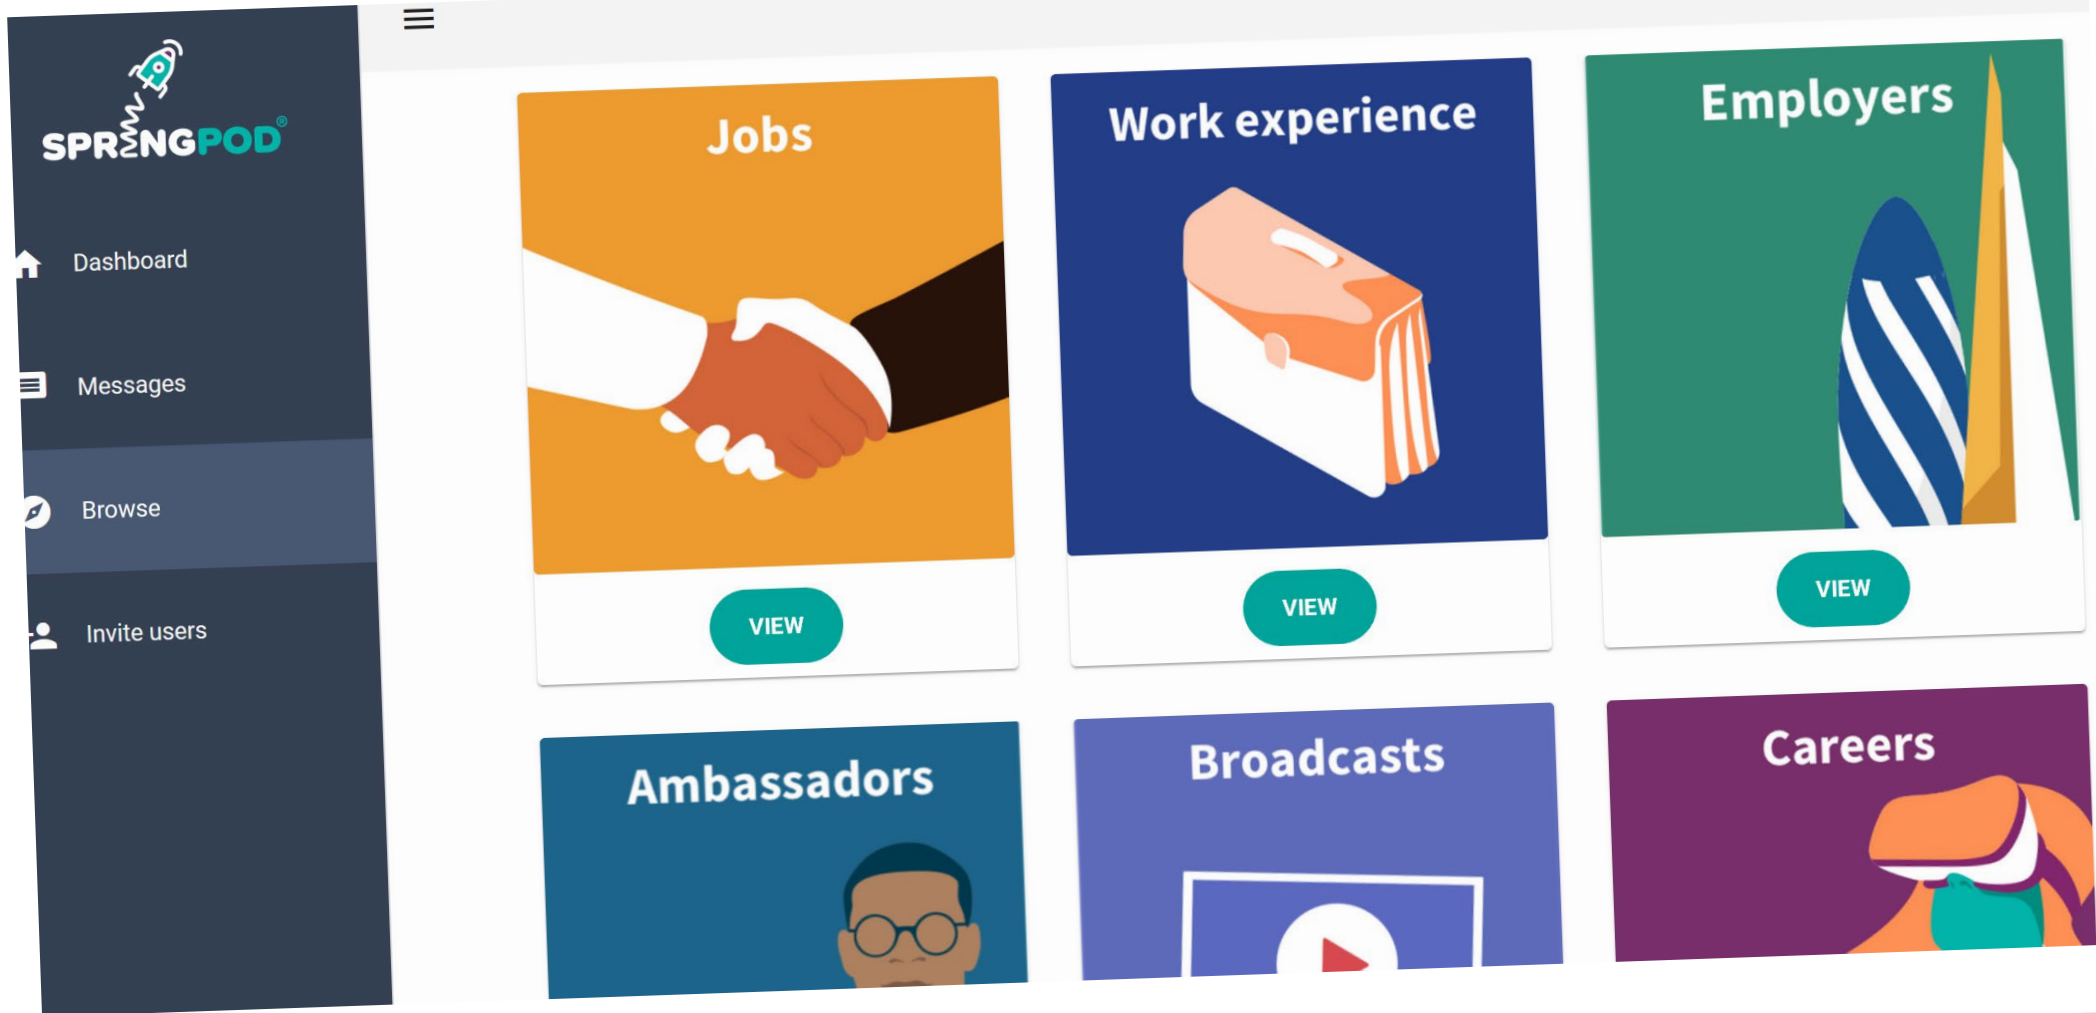 SPRINGPOD®
Dashboard
Messages
Browse
Invite users
Jobs
VIEW
Work experience
VIEW
Employers
VIEW
Ambassadors
Broadcasts
Careers